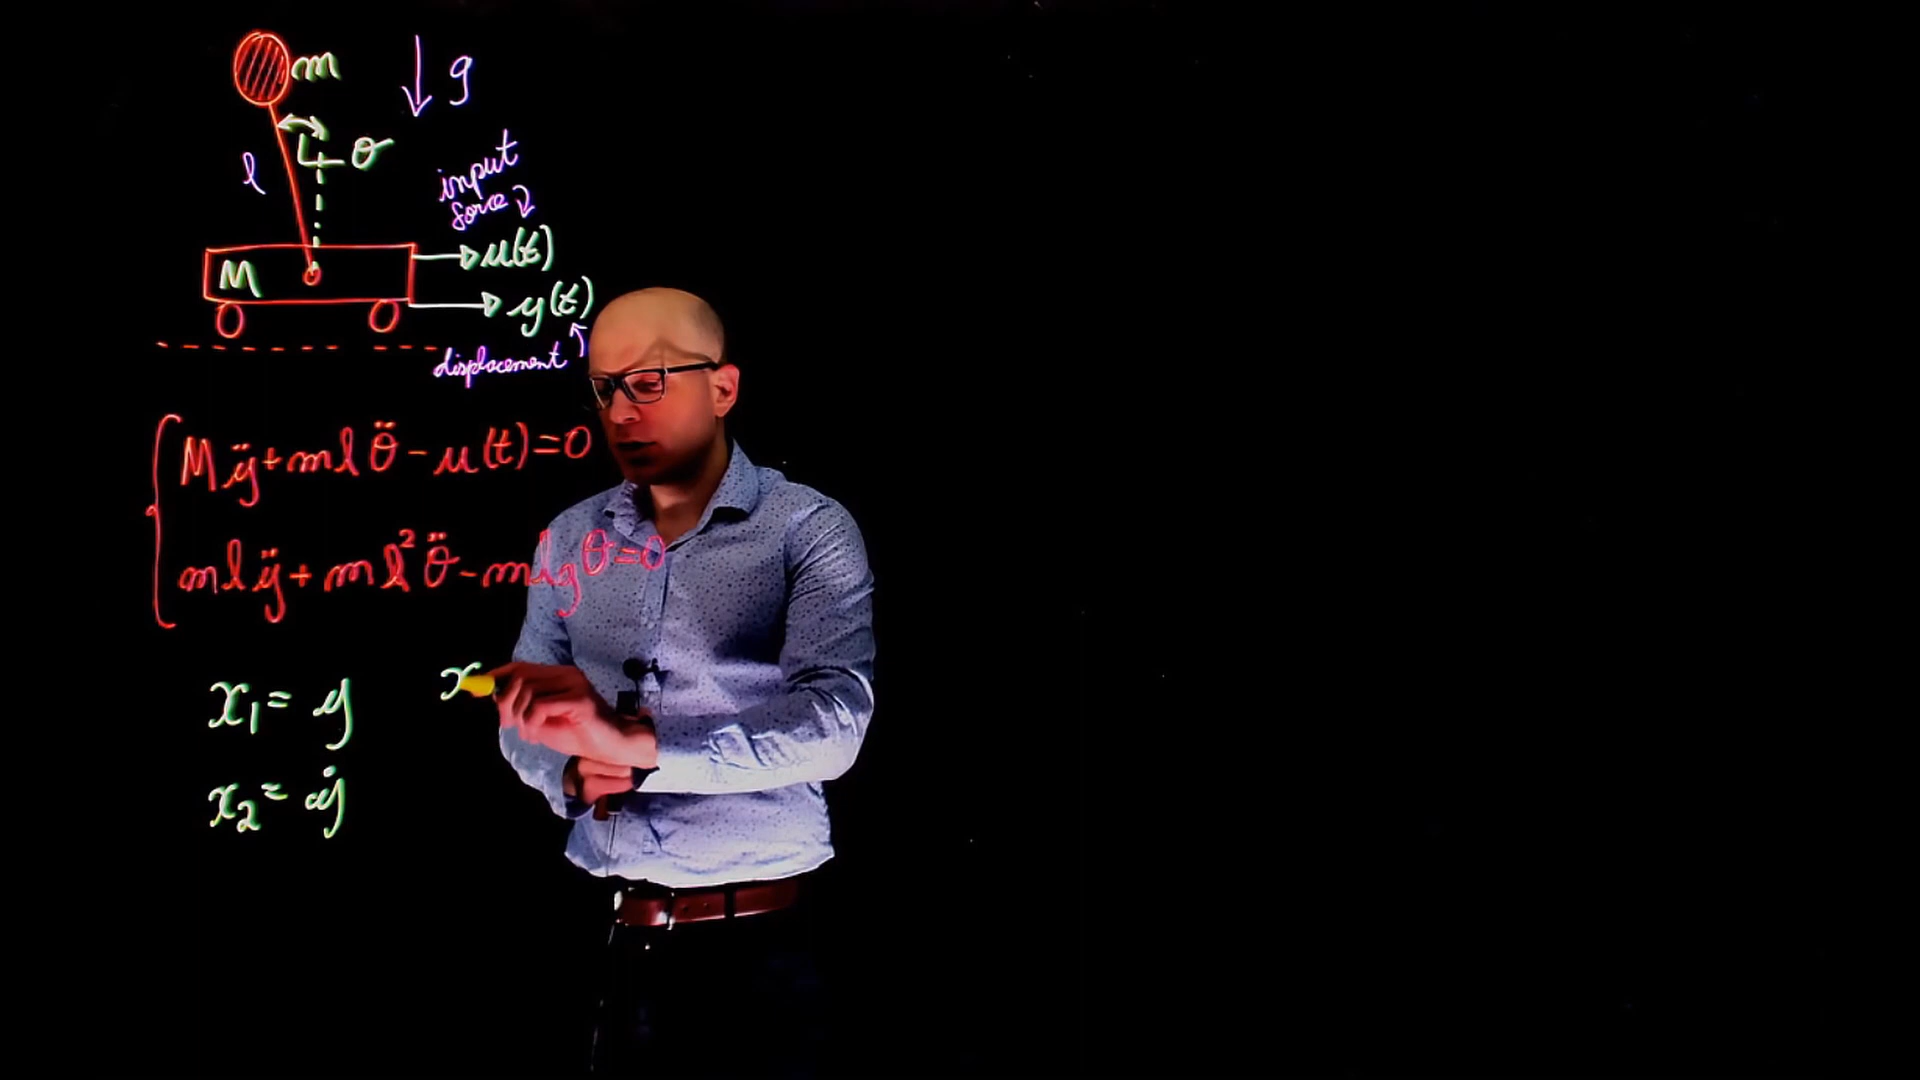 m
g
θ
l
input
force
M
u(t)
y(t)
displacement
Mÿ+mlθ̈-u(t)=0
mlÿ+ml²θ̈-mlgθ=0
x₁=y
x
x₂=ẏ